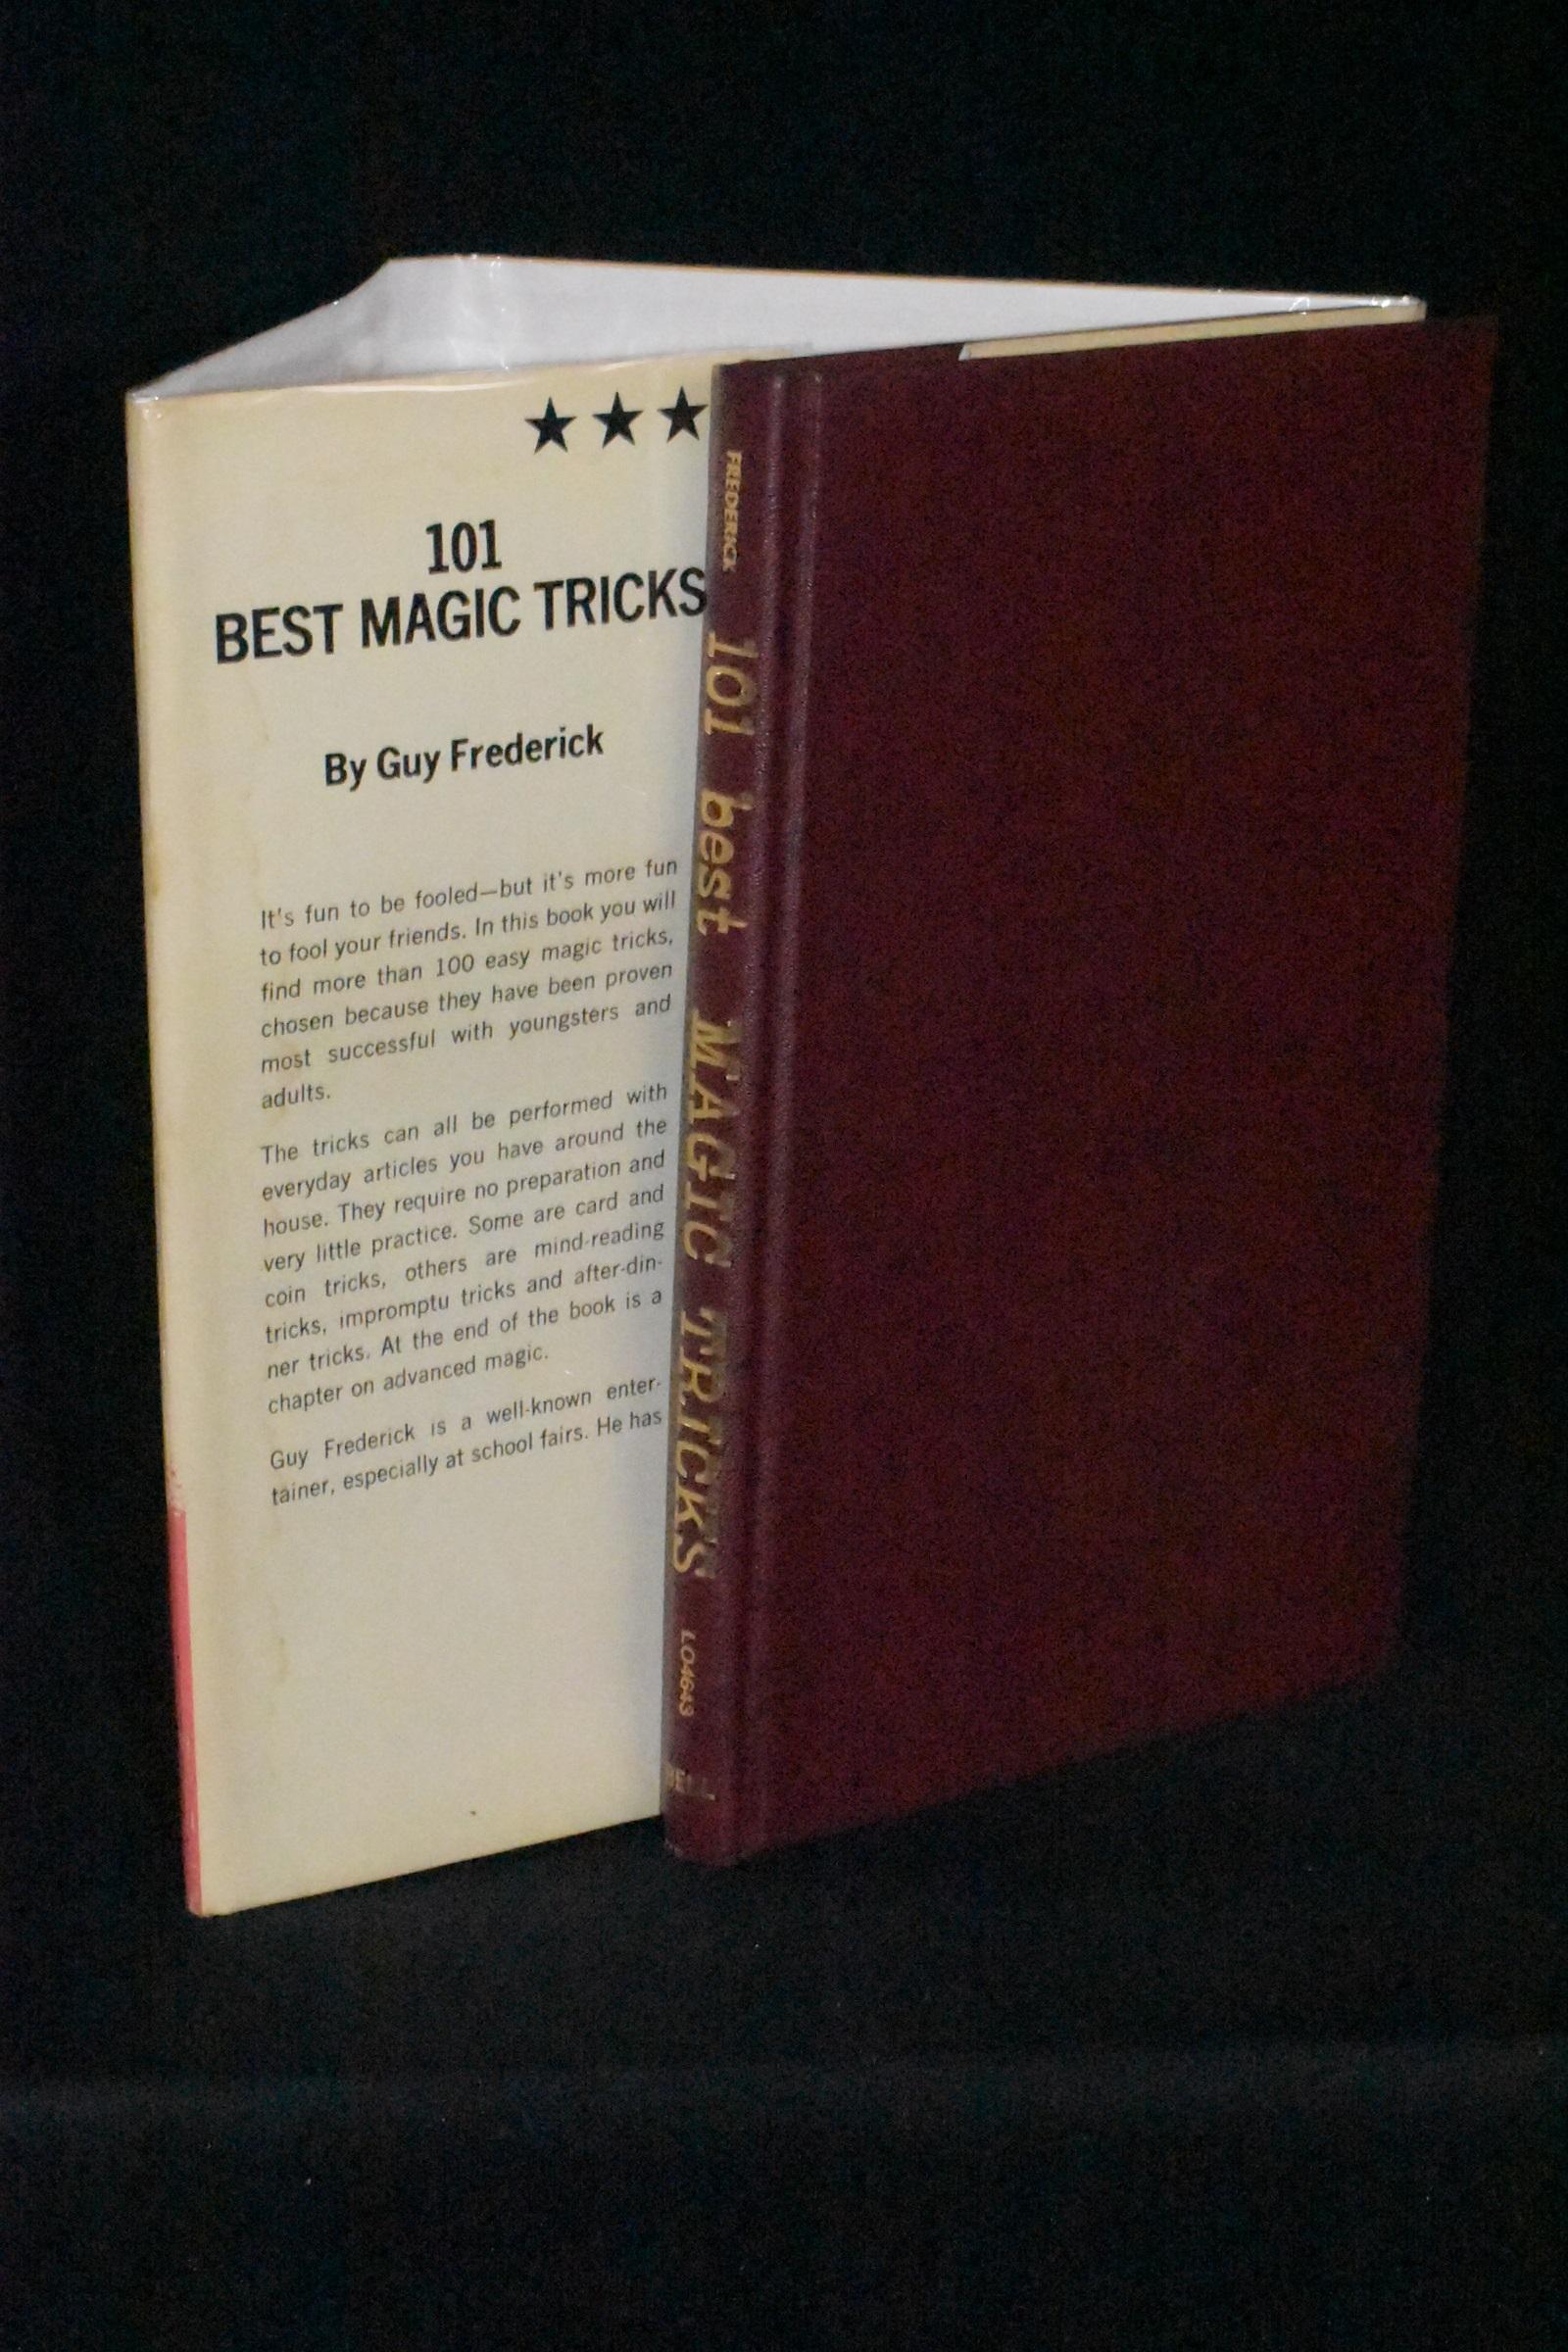 ★ ★ ★
101
BEST MAGIC TRICKS
By Guy Frederick
It's fun to be fooled—but it's more fun
to fool your friends. In this book you will
find more than 100 easy magic tricks,
chosen because they have been proven
most successful with youngsters and
adults.
The tricks can all be performed with
everyday articles you have around the
house. They require no preparation and
very little practice. Some are card and
coin tricks, others are mind-reading
tricks, impromptu tricks and after-din-
ner tricks. At the end of the book is a
chapter on advanced magic.
Guy Frederick is a well-known enter-
tainer, especially at school fairs. He has
FREDERICK
101 best MAGIC TRICKS
LO4643
BELL